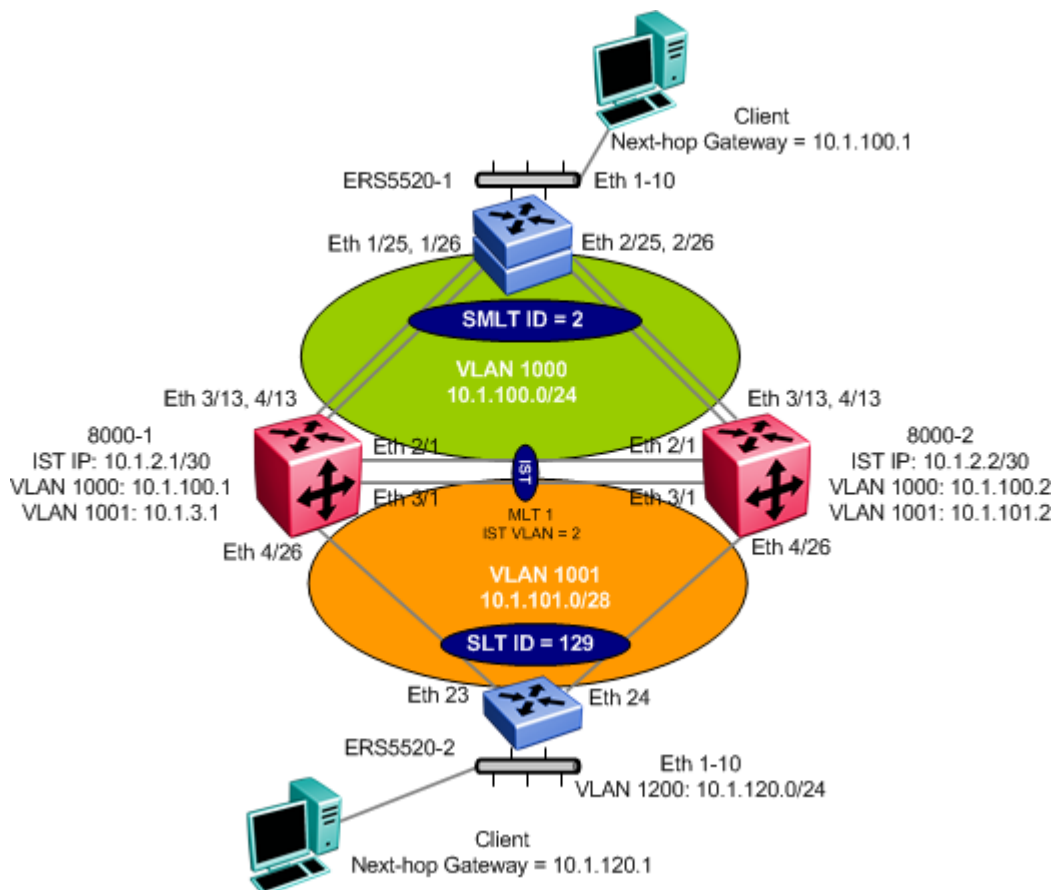 Client
Next-hop Gateway = 10.1.100.1
ERS5520-1
Eth 1-10
Eth 1/25, 1/26
Eth 2/25, 2/26
SMLT ID = 2
VLAN 1000
10.1.100.0/24
Eth 3/13, 4/13
Eth 3/13, 4/13
8000-1
IST IP: 10.1.2.1/30
VLAN 1000: 10.1.100.1
VLAN 1001: 10.1.3.1
Eth 2/1
Eth 2/1
IST
8000-2
IST IP: 10.1.2.2/30
VLAN 1000: 10.1.100.2
VLAN 1001: 10.1.101.2
Eth 3/1
Eth 3/1
MLT 1
IST VLAN = 2
Eth 4/26
Eth 4/26
VLAN 1001
10.1.101.0/28
SLT ID = 129
Eth 23
Eth 24
ERS5520-2
Eth 1-10
VLAN 1200: 10.1.120.0/24
Client
Next-hop Gateway = 10.1.120.1